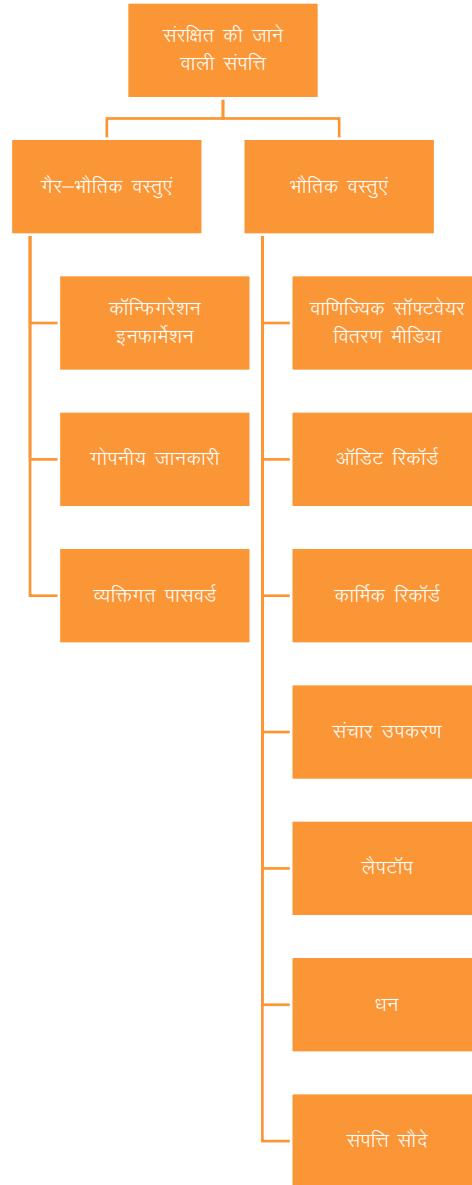 संरक्षित की जाने
वाली संपत्ति
गैर–भौतिक वस्तुएं
भौतिक वस्तुएं
कॉन्फिगरेशन
इनफार्मेशन
गोपनीय जानकारी
व्यक्तिगत पासवर्ड
वाणिज्यिक सॉफ्टवेयर
वितरण मीडिया
ऑडिट रिकॉर्ड
कार्मिक रिकॉर्ड
संचार उपकरण
लैपटॉप
धन
संपत्ति सौदे